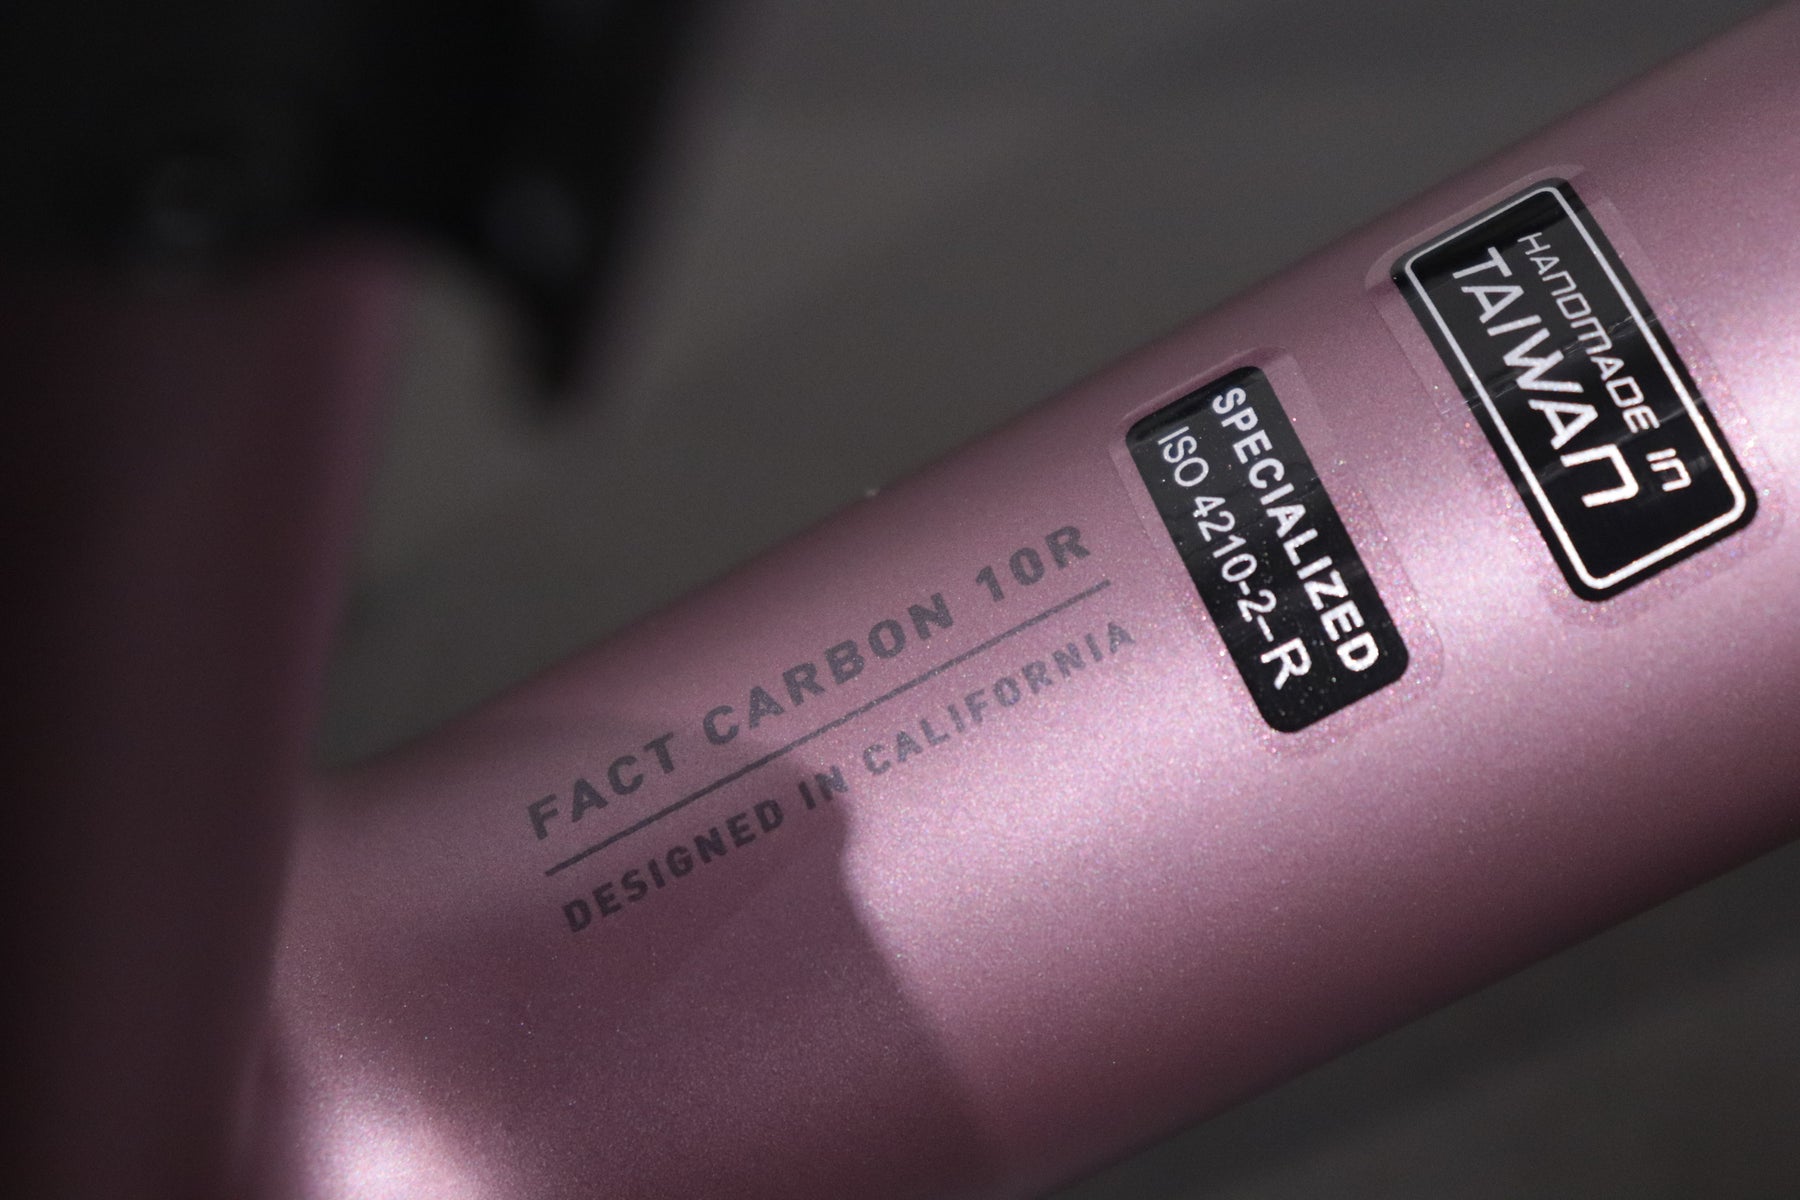 FACT CARBON 10R
DESIGNED IN CALIFORNIA
SPECIALIZED
ISO 4210-2-R
HANDMADE in
TAIWAN